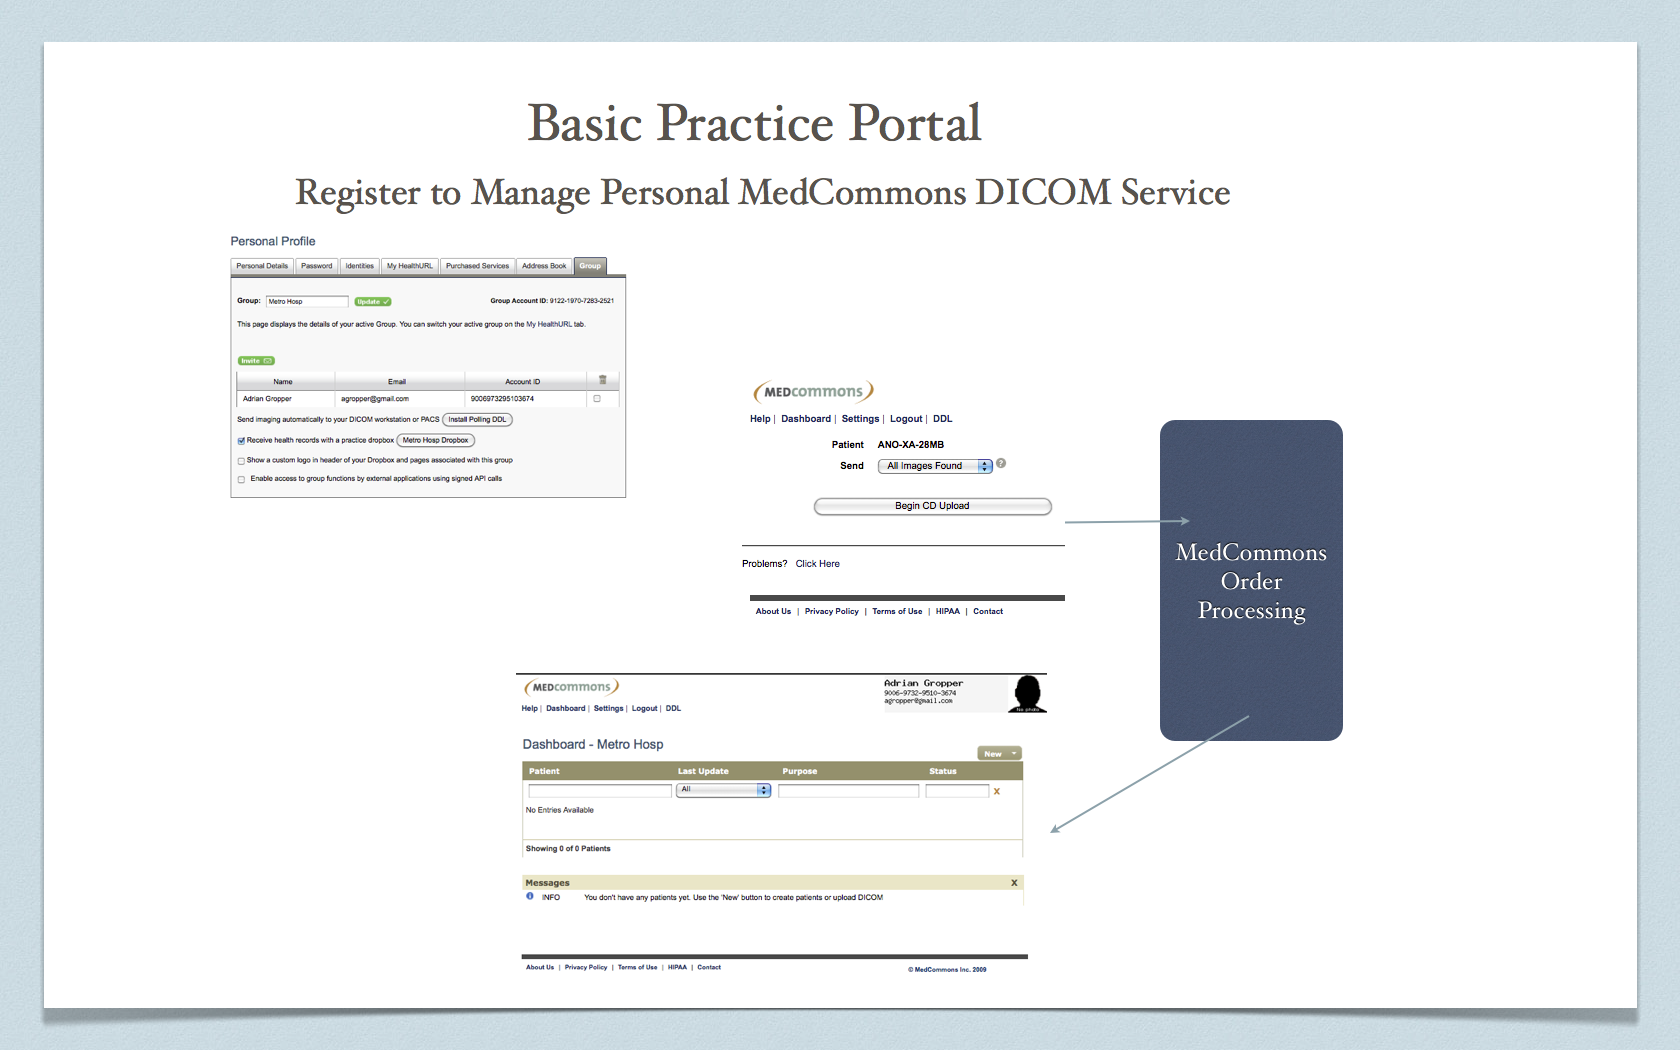 Basic Practice Portal
Register to Manage Personal MedCommons DICOM Service
Personal Profile
Personal Details Password Identities My HealthURL Purchased Services Address Book Group
Group: Metro Hosp Update Group Account ID: 9122-1970-7283-2521
This page displays the details of your active Group. You can switch your active group on the My HealthURL tab.
Invite
Name Email Account ID
Adrian Gropper agropper@gmail.com 9006973295103674
Send imaging automatically to your DICOM workstation or PACS Install Polling DDL
Receive health records with a practice dropbox Metro Hosp Dropbox
Show a custom logo in header of your Dropbox and pages associated with this group
Enable access to group functions by external applications using signed API calls
MEDcommons
Help | Dashboard | Settings | Logout | DDL
Patient ANO-XA-28MB
Send All Images Found ?
Begin CD Upload
Problems? Click Here
About Us | Privacy Policy | Terms of Use | HIPAA | Contact
MedCommons
Order
Processing
MEDcommons
Help | Dashboard | Settings | Logout | DDL
Adrian Gropper
9006-9732-9510-3674
agropper@gmail.com
No photo
Dashboard - Metro Hosp
New
Patient Last Update Purpose Status
All X
No Entries Available
Showing 0 of 0 Patients
Messages X
INFO You don't have any patients yet. Use the 'New' button to create patients or upload DICOM
About Us | Privacy Policy | Terms of Use | HIPAA | Contact
© MedCommons Inc. 2009